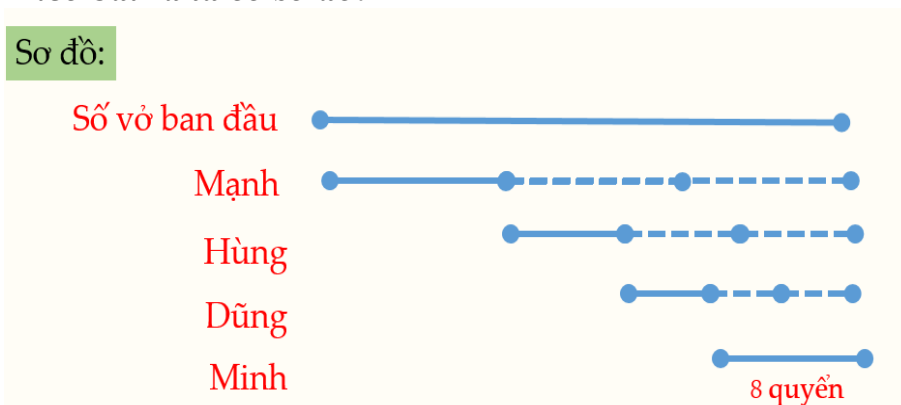 Sơ đồ:
Số vở ban đầu
Mạnh
Hùng
Dũng
Minh
8 quyển